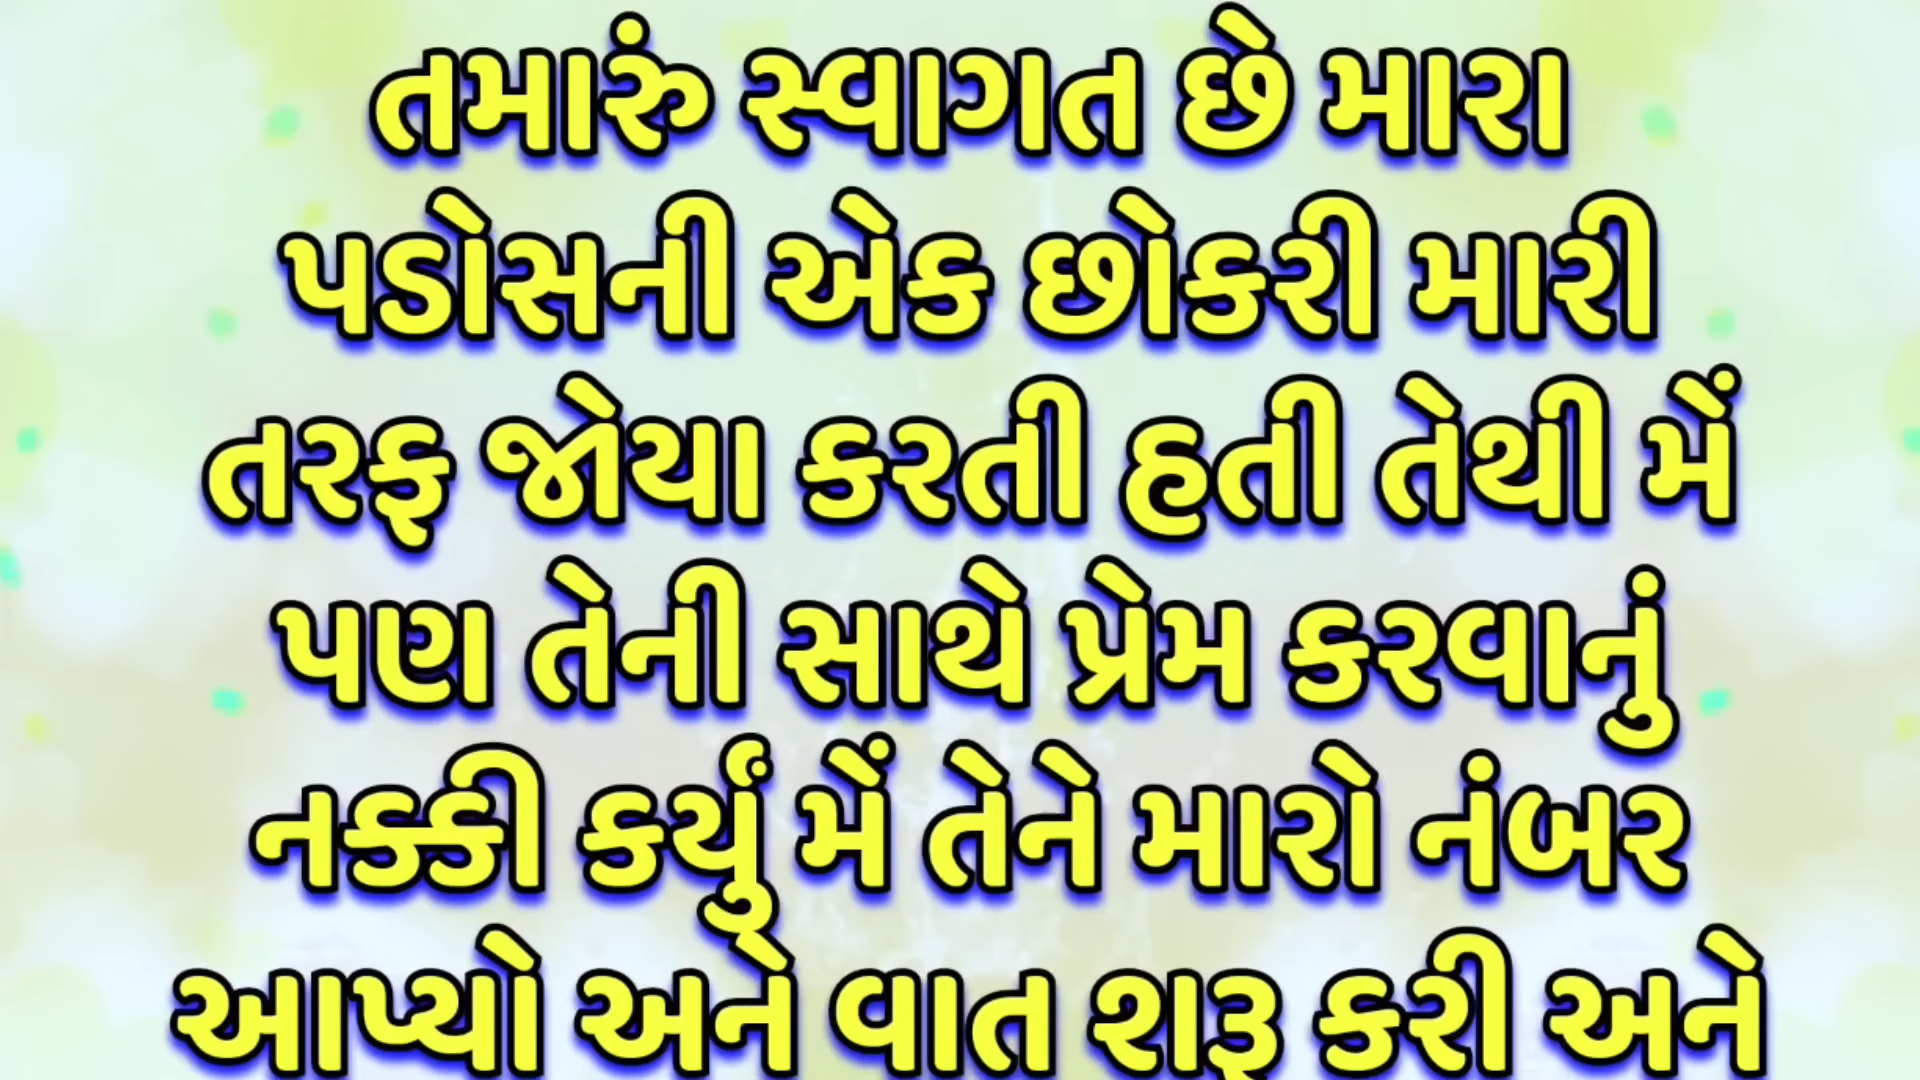 તમારું સ્વાગત છે મારા
પડોસની એક છોકરી મારી
તરફ જોયા કરતી હતી તેથી મેં
પણ તેની સાથે પ્રેમ કરવાનું
નક્કી કર્યું મેં તેને મારો નંબર
આપ્યો અને વાત શરૂ કરી અને